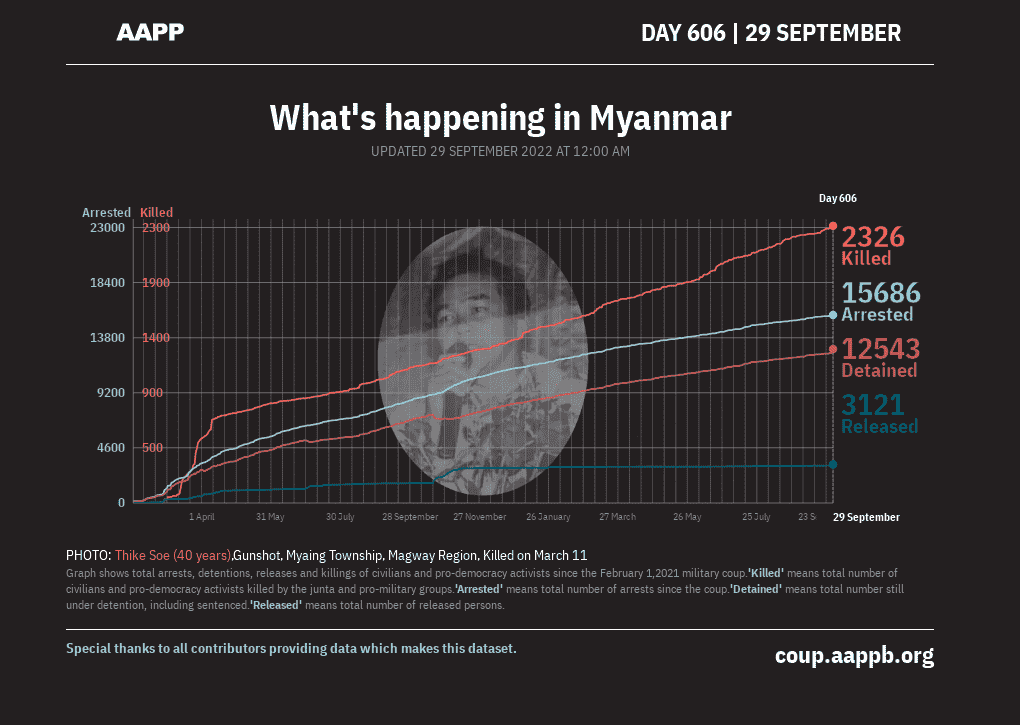 AAPP
DAY 606 | 29 SEPTEMBER
What's happening in Myanmar
UPDATED 29 SEPTEMBER 2022 AT 12:00 AM
Day 606
Arrested Killed
23000 2300
18400 1900
13800 1400
9200 900
4600 500
0
2326
Killed
15686
Arrested
12543
Detained
3121
Released
1 April 31 May 30 July 28 September 27 November 26 January 27 March 26 May 25 July 23 S 29 September
PHOTO: Thike Soe (40 years),Gunshot, Myaing Township, Magway Region, Killed on March 11
Graph shows total arrests, detentions, releases and killings of civilians and pro-democracy activists since the February 1,2021 military coup.'Killed' means total number of
civilians and pro-democracy activists killed by the junta and pro-military groups.'Arrested' means total number of arrests since the coup.'Detained' means total number still
under detention, including sentenced.'Released' means total number of released persons.
Special thanks to all contributors providing data which makes this dataset.
coup.aappb.org